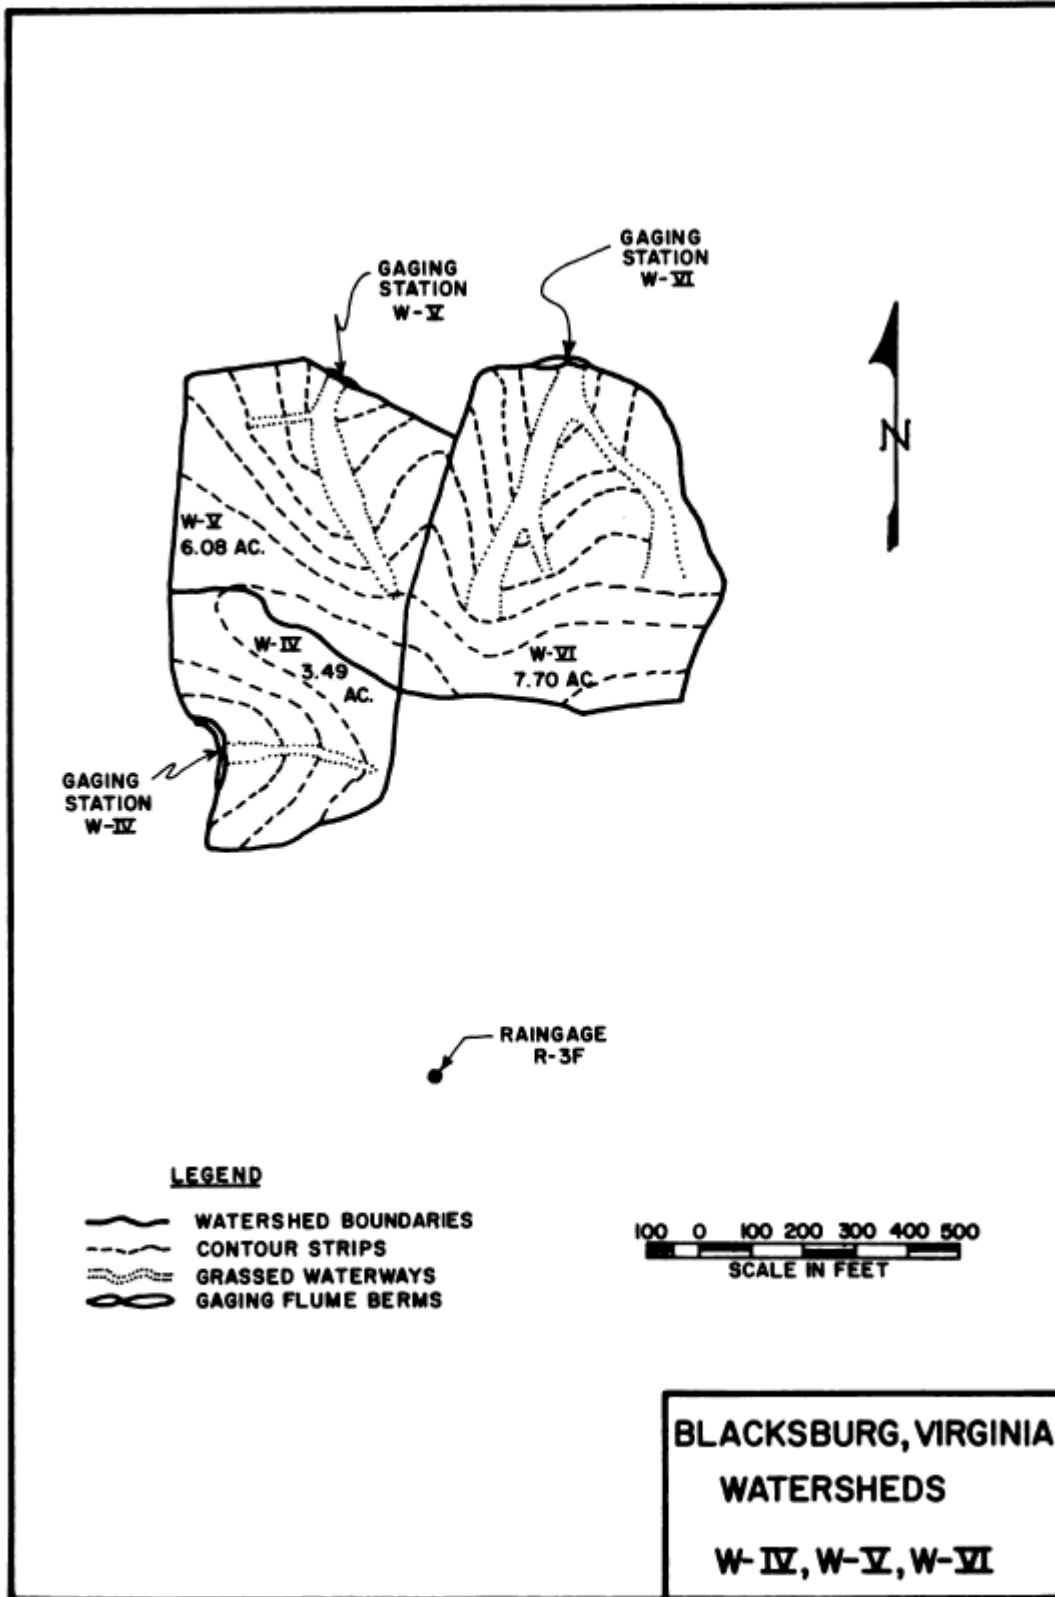 GAGING
STATION
W-VI
GAGING
STATION
W-V
N
W-V
6.08 AC.
W-IV
3.49
AC.
W-VI
7.70 AC.
GAGING
STATION
W-IV
RAINGAGE
R-3F
LEGEND
WATERSHED BOUNDARIES
CONTOUR STRIPS
GRASSED WATERWAYS
GAGING FLUME BERMS
100 0 100 200 300 400 500
SCALE IN FEET
BLACKSBURG, VIRGINIA
WATERSHEDS
W-IV, W-V, W-VI